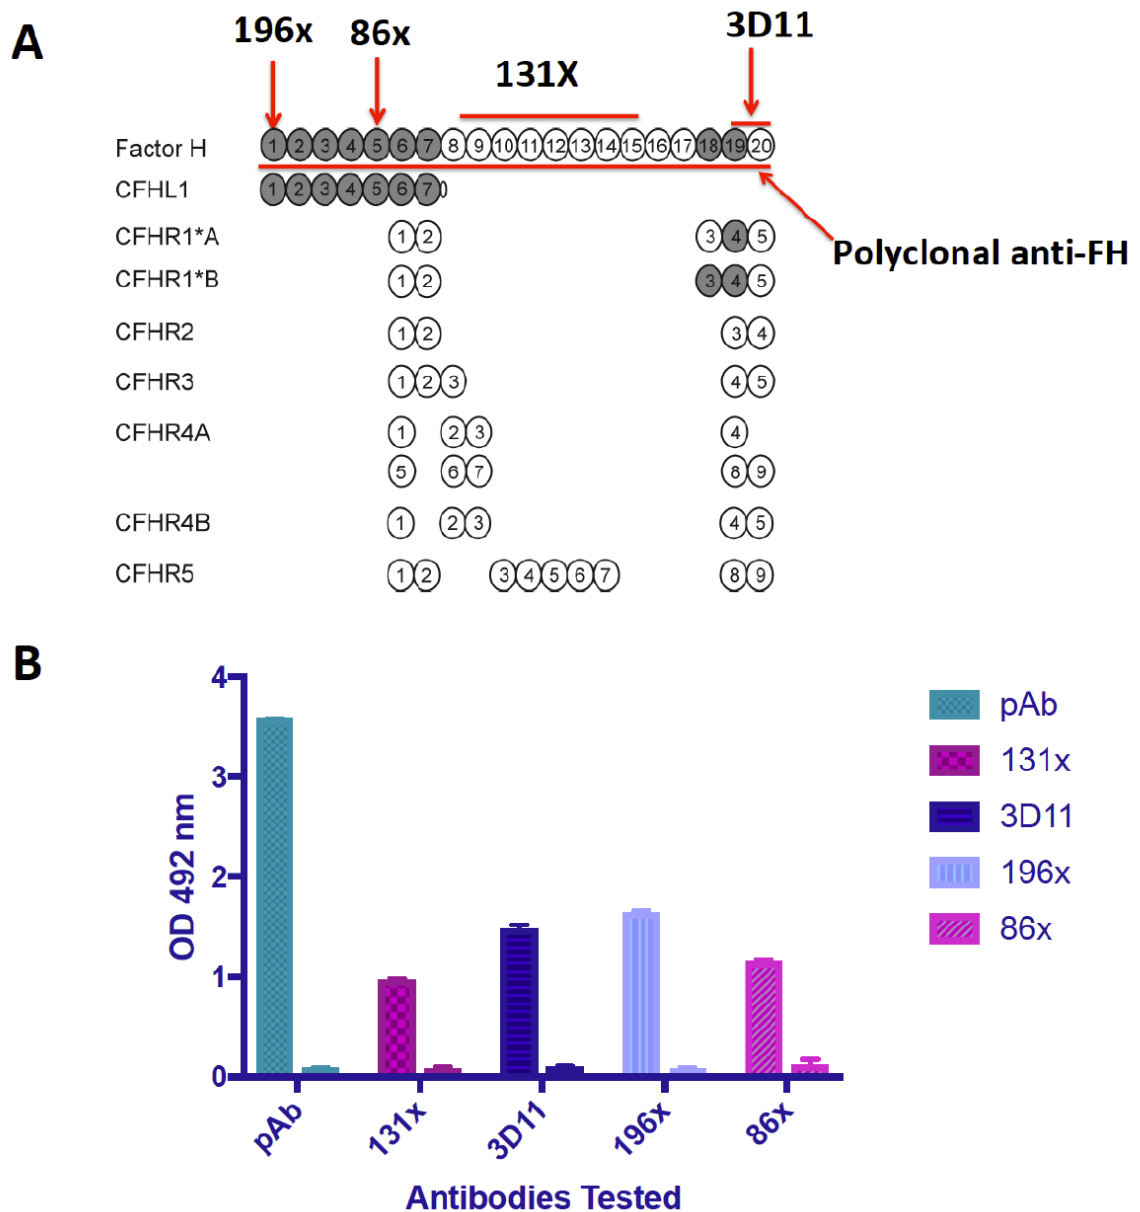 A
196x 86x 131X 3D11
Factor H 1 2 3 4 5 6 7 8 9 10 11 12 13 14 15 16 17 18 19 20
CFHL1 1 2 3 4 5 6 7
CFHR1*A 1 2 3 4 5
Polyclonal anti-FH
CFHR1*B 1 2 3 4 5
CFHR2 1 2 3 4
CFHR3 1 2 3 4 5
CFHR4A 1 2 3 4
5 6 7 8 9
CFHR4B 1 2 3 4 5
CFHR5 1 2 3 4 5 6 7 8 9
B
4
3
2
1
0
OD 492 nm
pAb 131x 3D11 196x 86x
Antibodies Tested
pAb
131x
3D11
196x
86x